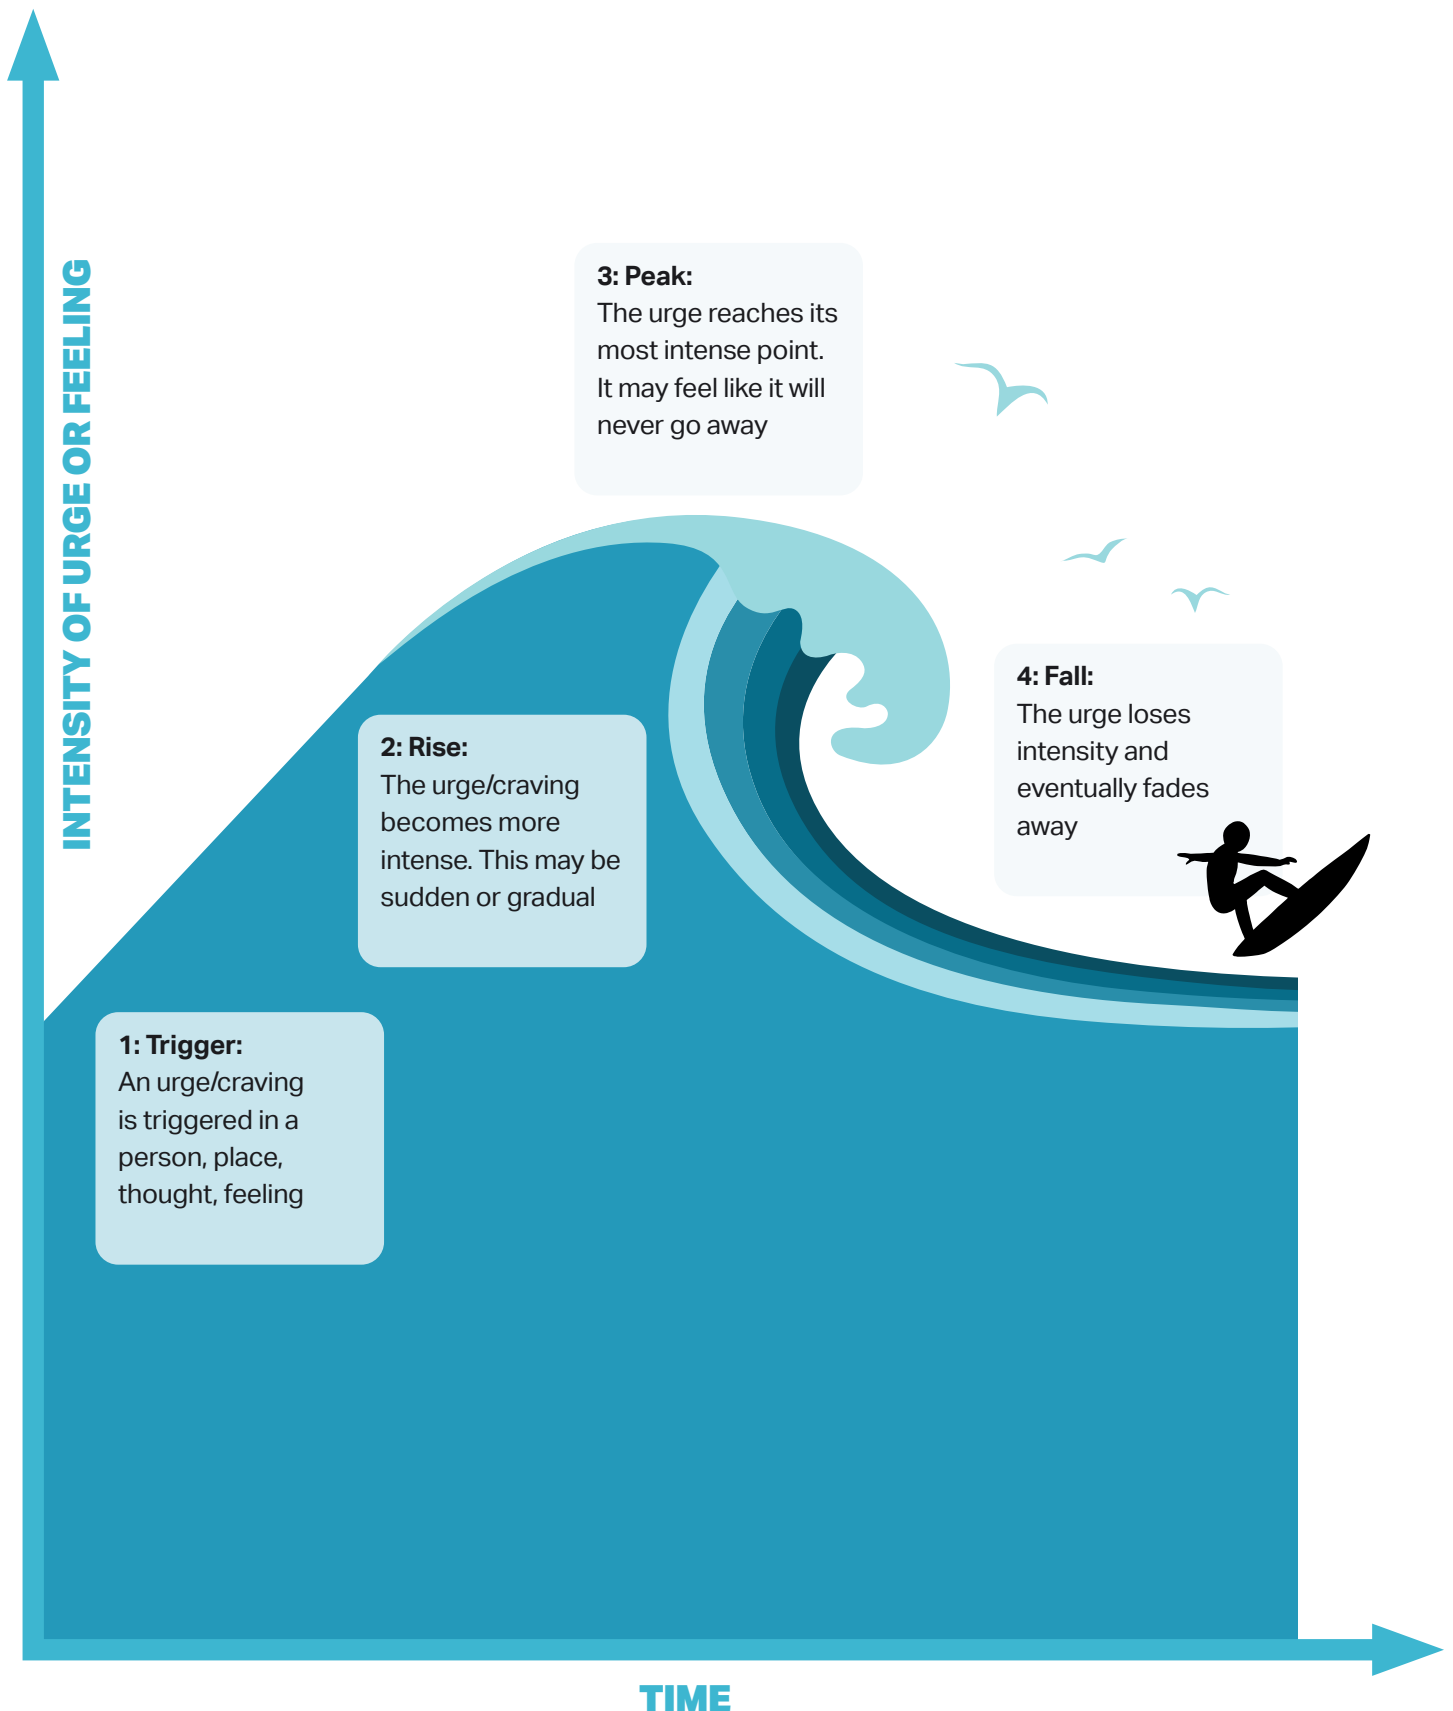 INTENSITY OF URGE OR FEELING
3: Peak:
The urge reaches its
most intense point.
It may feel like it will
never go away
4: Fall:
The urge loses
intensity and
eventually fades
away
2: Rise:
The urge/craving
becomes more
intense. This may be
sudden or gradual
1: Trigger:
An urge/craving
is triggered in a
person, place,
thought, feeling
TIME